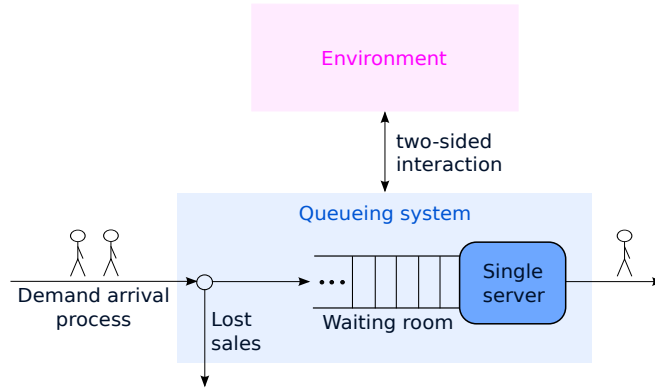 Environment
two-sided
interaction
Queueing system
Demand arrival
process
Lost
sales
Waiting room
Single
server